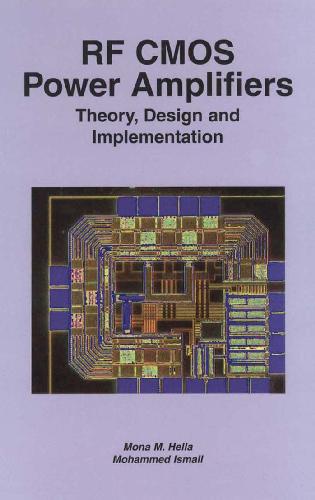 RF CMOS
Power Amplifiers
Theory, Design and
Implementation
Mona M. Hella
Mohammed Ismail